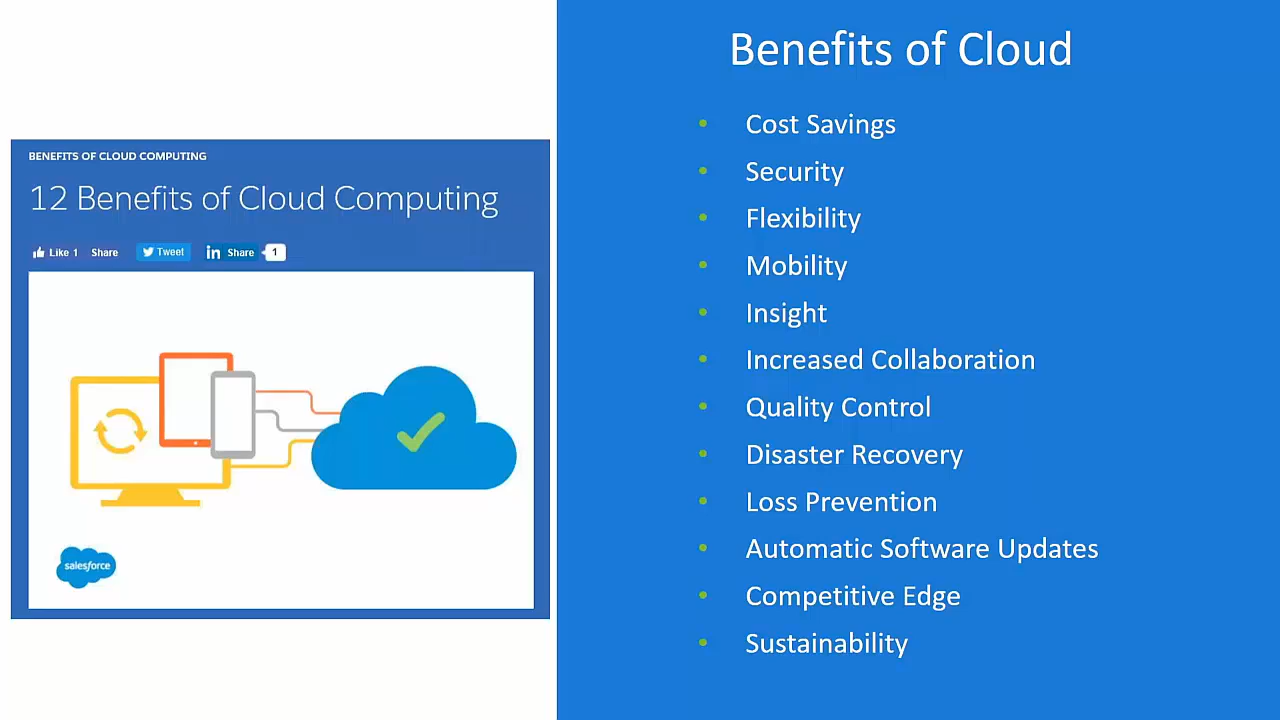 BENEFITS OF CLOUD COMPUTING
12 Benefits of Cloud Computing
Like 1 Share Tweet in Share 1
salesforce
Benefits of Cloud
• Cost Savings
• Security
• Flexibility
• Mobility
• Insight
• Increased Collaboration
• Quality Control
• Disaster Recovery
• Loss Prevention
• Automatic Software Updates
• Competitive Edge
• Sustainability